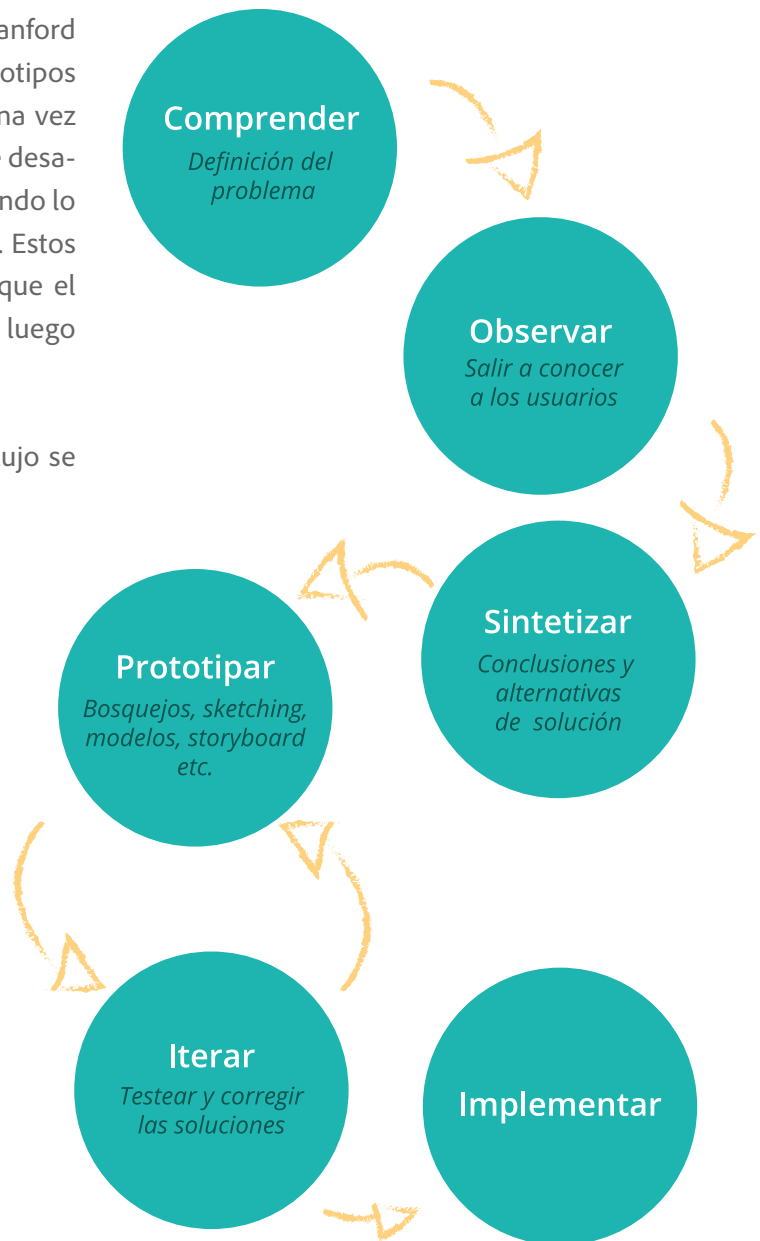 anford
otipos
na vez
e desa-
ndo lo
. Estos
que el
luego
ujo se
Comprender
Definición del
problema
Observar
Salir a conocer
a los usuarios
Sintetizar
Conclusiones y
alternativas
de solución
Prototipar
Bosquejos, sketching,
modelos, storyboard
etc.
Iterar
Testear y corregir
las soluciones
Implementar